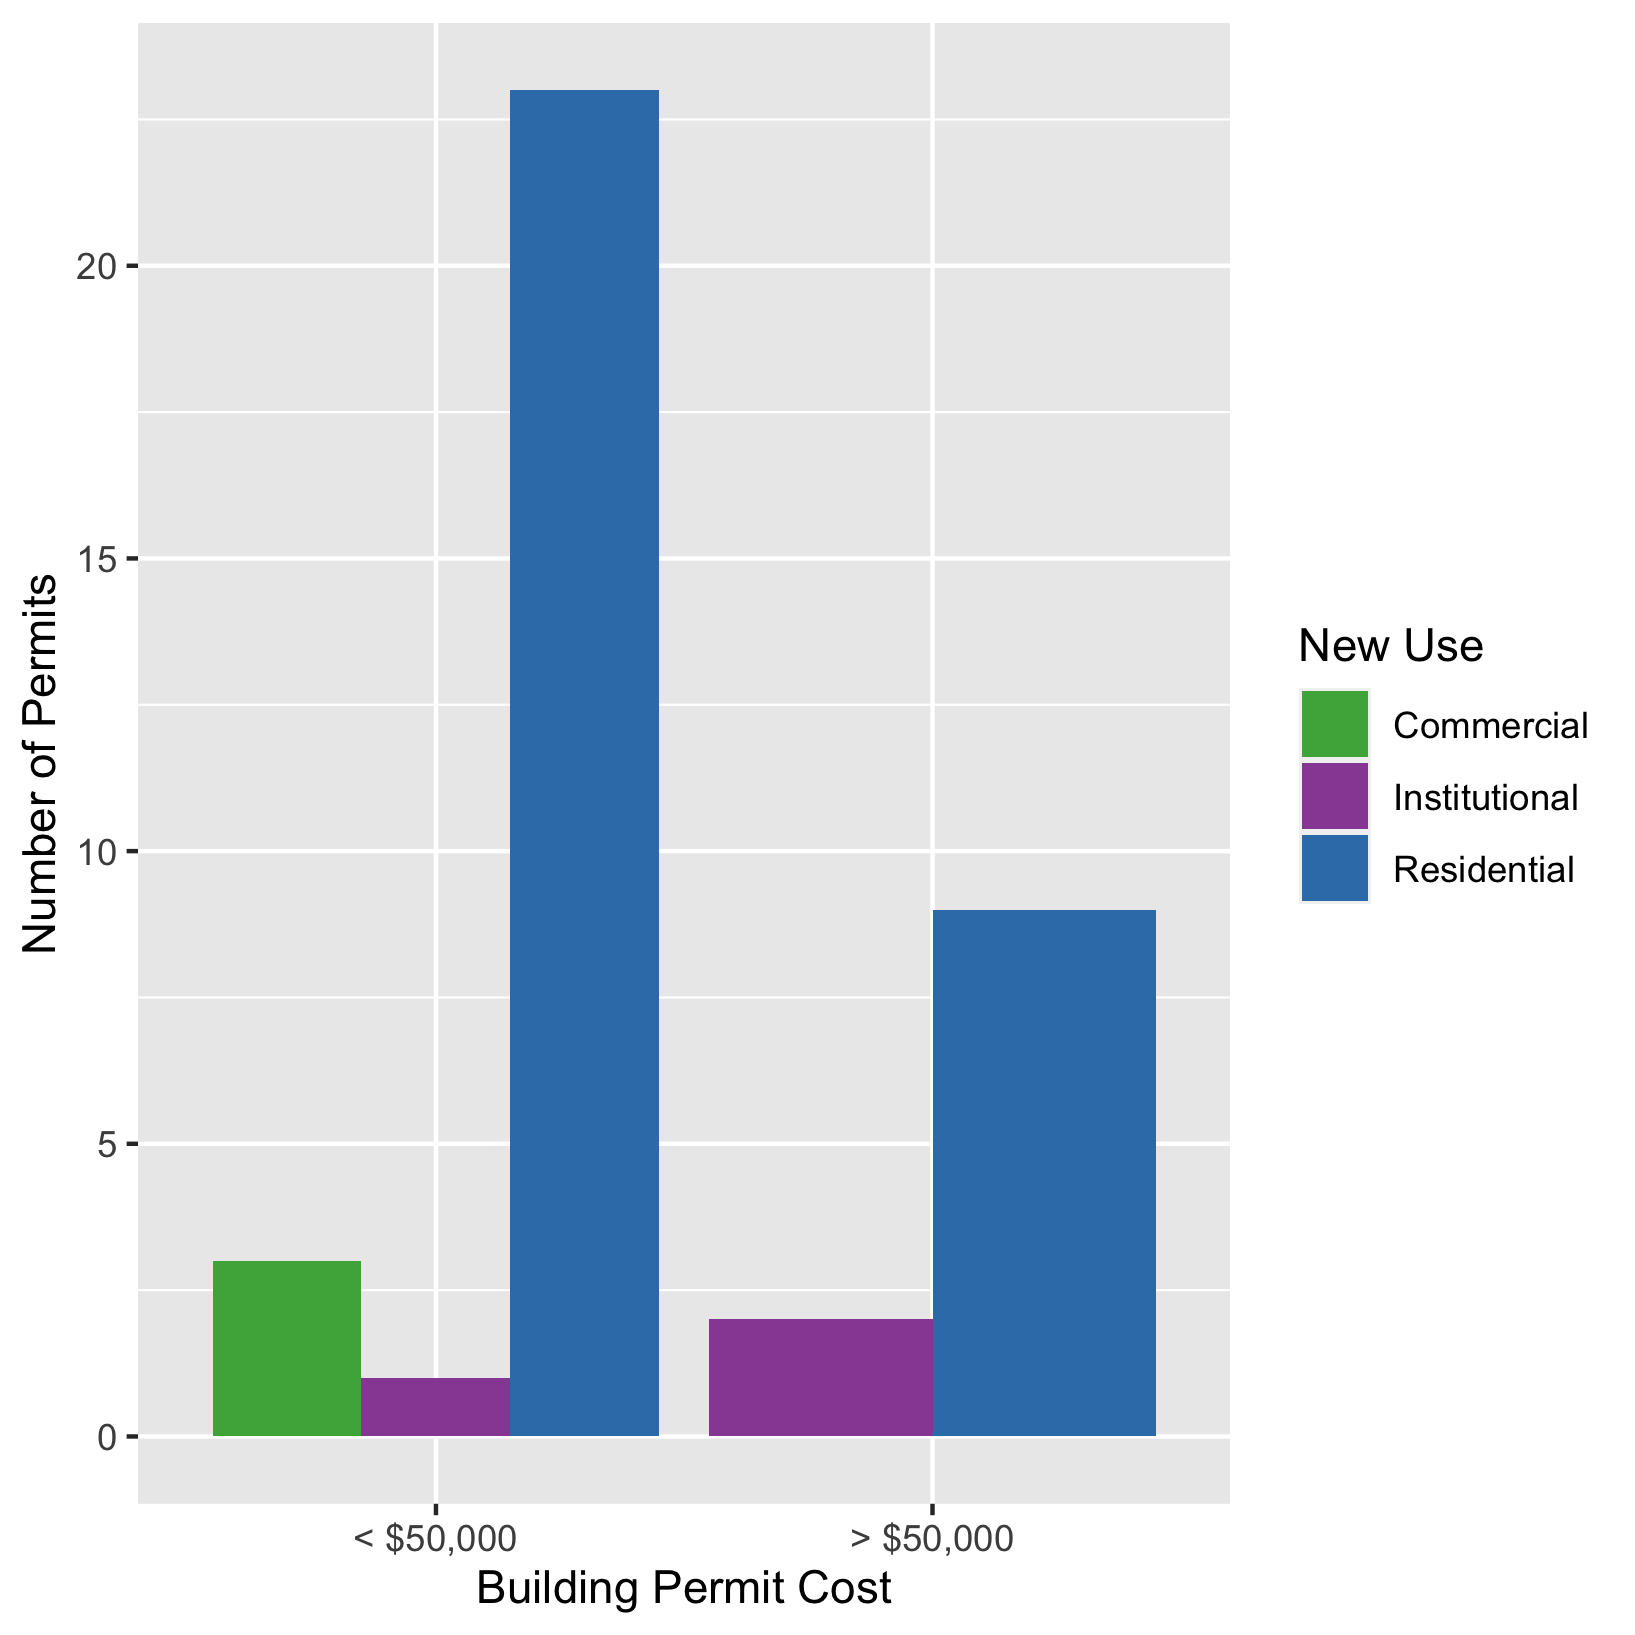 20
15
10
5
0
Number of Permits
< $50,000
> $50,000
Building Permit Cost
New Use
Commercial
Institutional
Residential